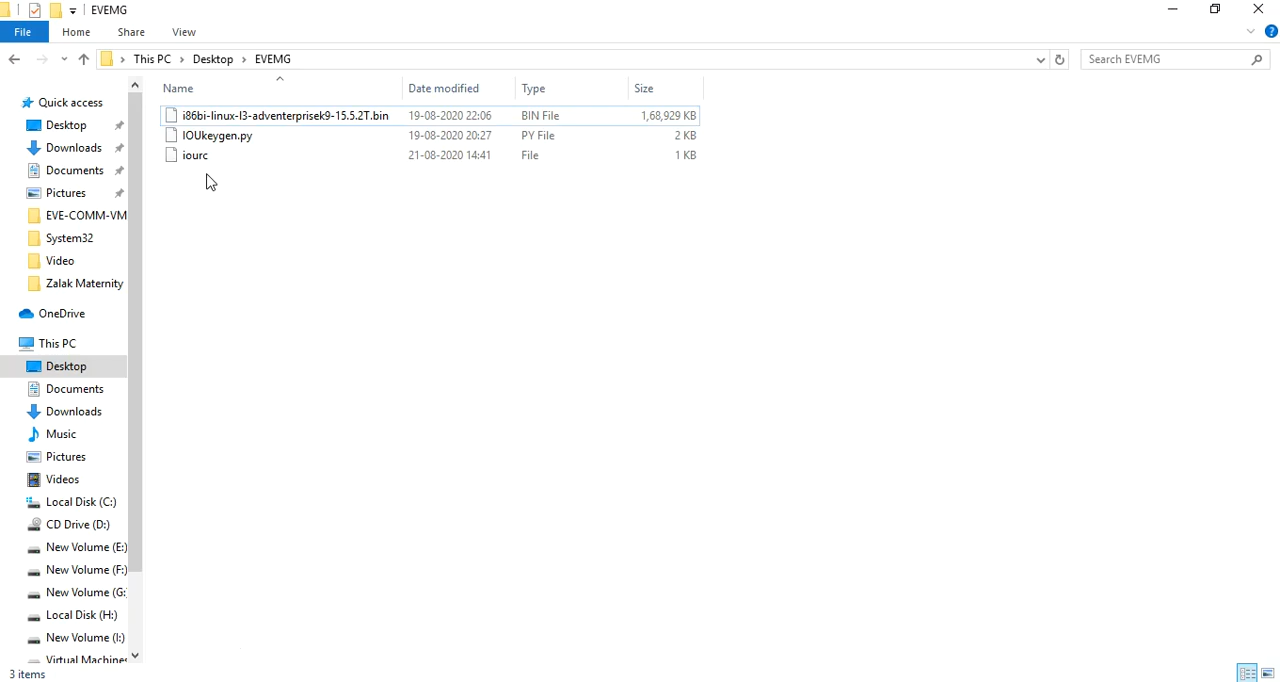 EVEMG
File Home Share View
This PC Desktop EVEMG
Search EVEMG
Name Date modified Type Size
i86bi-linux-l3-adventerprisek9-15.5.2T.bin 19-08-2020 22:06 BIN File 1,68,929 KB
IOUkeygen.py 19-08-2020 20:27 PY File 2 KB
iourc 21-08-2020 14:41 File 1 KB
Quick access
Desktop
Downloads
Documents
Pictures
EVE-COMM-VM
System32
Video
Zalak Maternity
OneDrive
This PC
Desktop
Documents
Downloads
Music
Pictures
Videos
Local Disk (C:)
CD Drive (D:)
New Volume (E:)
New Volume (F:)
New Volume (G:
Local Disk (H:)
New Volume (I:)
Virtual Machines
3 items